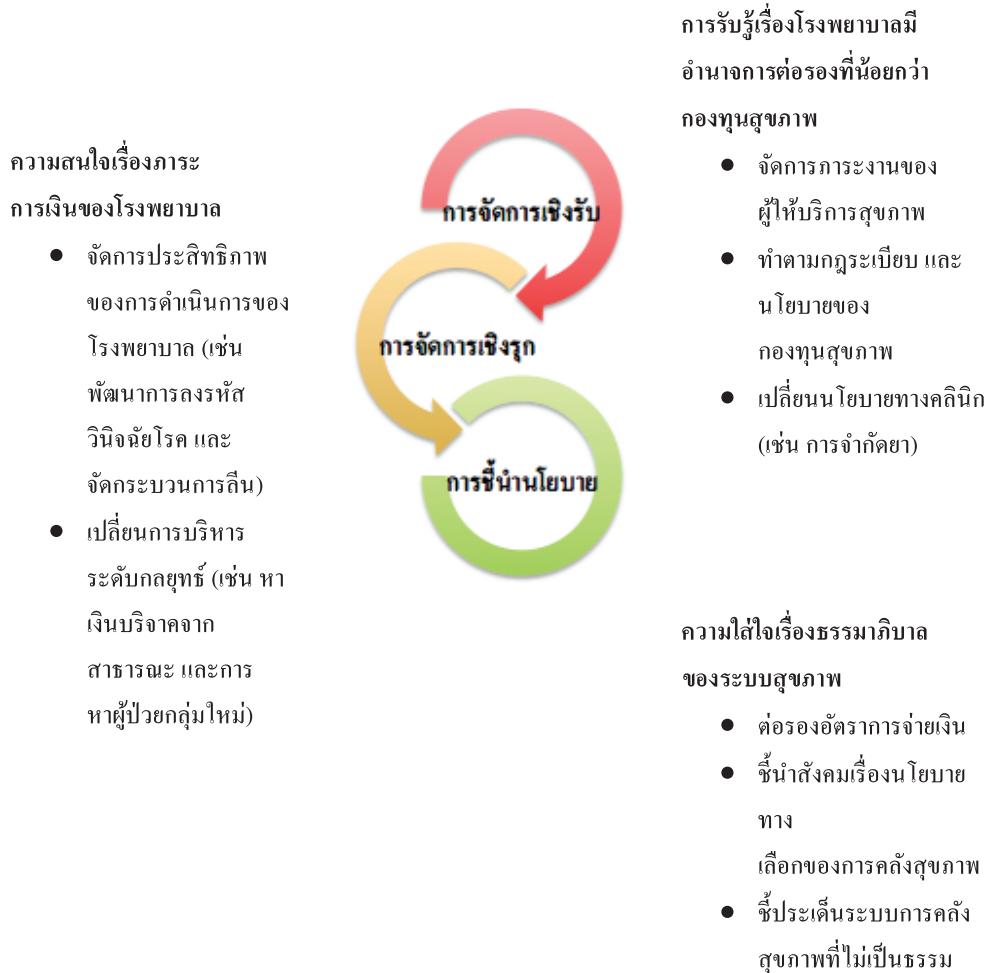 การรับรู้เรื่องโรงพยาบาลมี
อำนาจการต่อรองที่น้อยกว่า
กองทุนสุขภาพ
● จัดการภาระงานของ
ผู้ให้บริการสุขภาพ
● ทำตามกฎระเบียบ และ
นโยบายของ
กองทุนสุขภาพ
● เปลี่ยนนโยบายทางคลินิก
(เช่น การจำกัดยา)
ความสนใจเรื่องภาระ
การเงินของโรงพยาบาล
● จัดการประสิทธิภาพ
ของการดำเนินการของ
โรงพยาบาล (เช่น
พัฒนาการลงรหัส
วินิจฉัยโรค และ
จัดกระบวนการลีน)
● เปลี่ยนการบริหาร
ระดับกลยุทธ์ (เช่น หา
เงินบริจาคจาก
สาธารณะ และการ
หาผู้ป่วยกลุ่มใหม่)
การจัดการเชิงรับ
การจัดการเชิงรุก
การชี้นำนโยบาย
ความใส่ใจเรื่องธรรมาภิบาล
ของระบบสุขภาพ
● ต่อรองอัตราการจ่ายเงิน
● ชี้นำสังคมเรื่องนโยบาย
ทาง
เลือกของการคลังสุขภาพ
● ชี้ประเด็นระบบการคลัง
สุขภาพที่ไม่เป็นธรรม